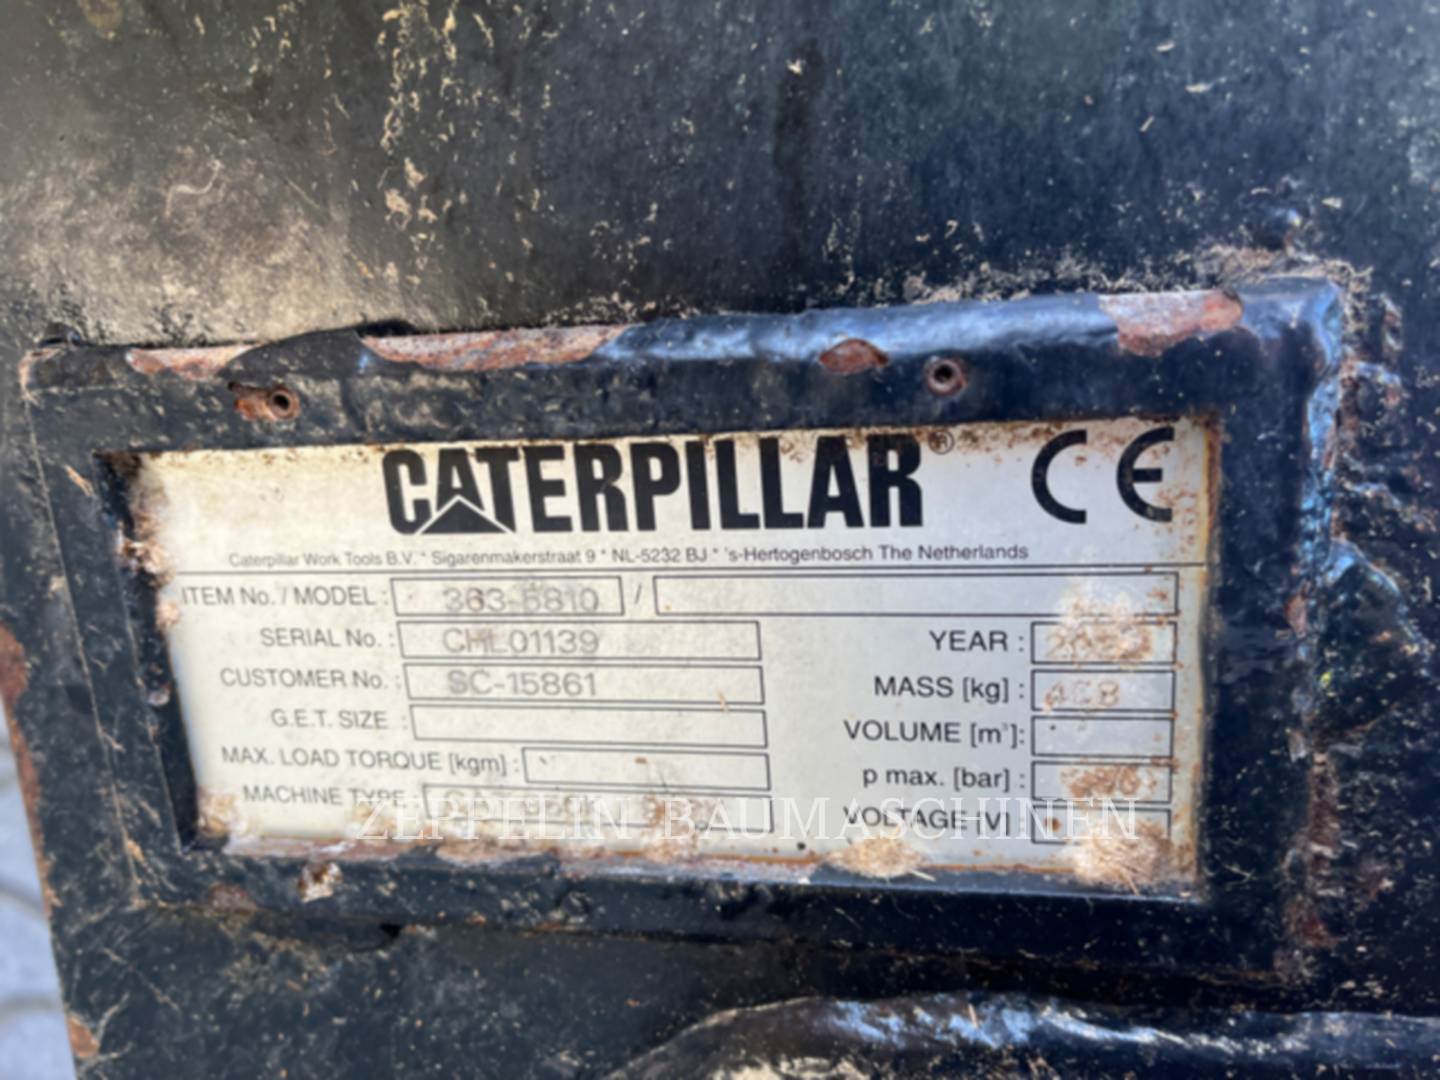 CATERPILLAR® CE
Caterpillar Work Tools B.V. * Sigarenmakerstraat 9 * NL-5232 BJ * 's-Hertogenbosch The Netherlands
ITEM No. / MODEL : 363-5810 /
SERIAL No. : CHL01139 YEAR :
CUSTOMER No. : SC-15861 MASS [kg] : 468
G.E.T. SIZE : VOLUME [m³]:
MAX. LOAD TORQUE [kgm] : p max. [bar] :
MACHINE TYPE : VOLTAGE [V] :
ZEPPELIN BAUMASCHINEN